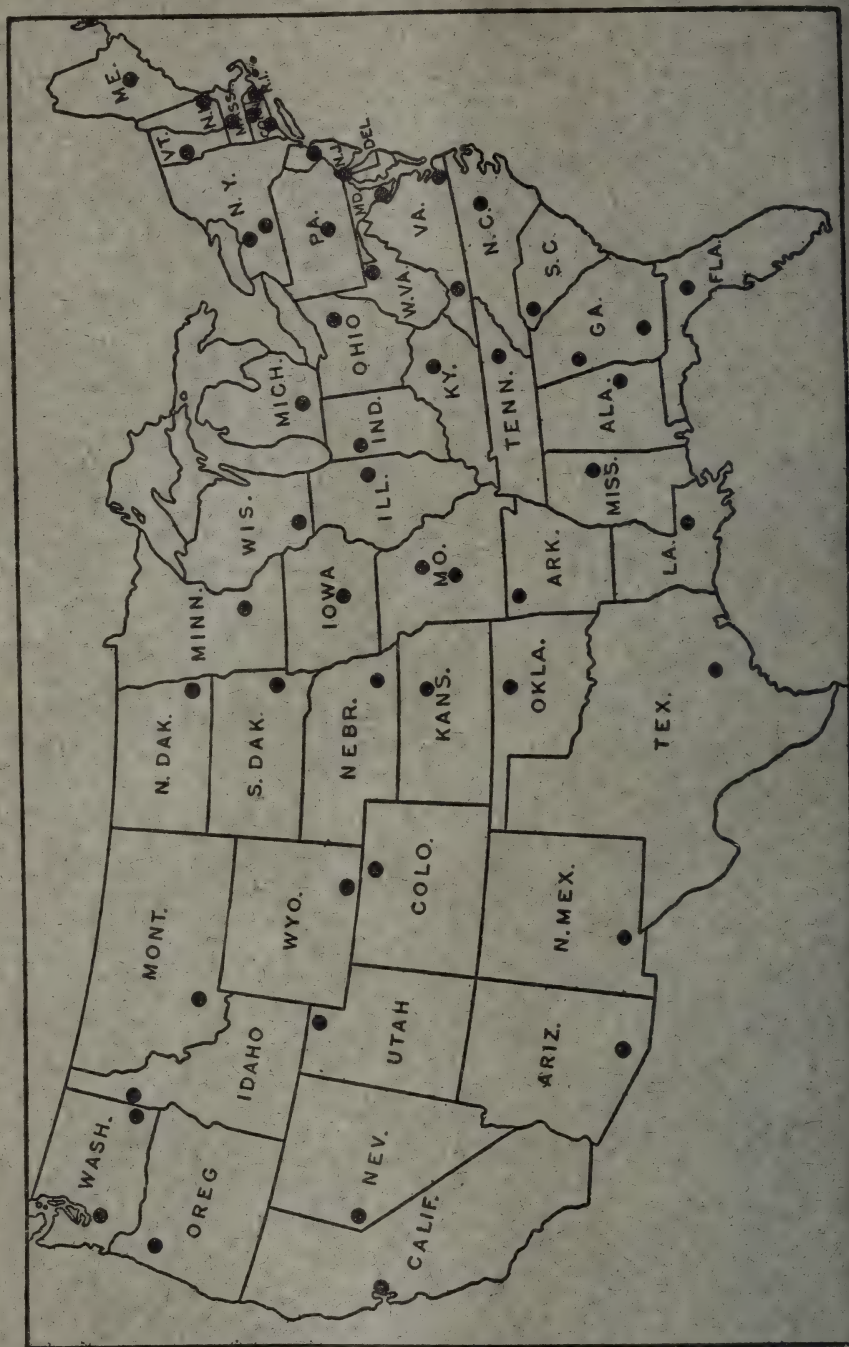 WASH.
OREG
CALIF.
NEV.
IDAHO
MONT.
WYO.
UTAH
ARIZ.
COLO.
N.MEX.
N. DAK.
S. DAK.
NEBR.
KANS.
OKLA.
TEX.
MINN.
IOWA
MO.
ARK.
LA.
WIS.
ILL.
MICH.
IND.
OHIO
KY.
TENN.
MISS.
ALA.
GA.
FLA.
S.C.
N.C.
VA.
W.VA.
MD.
DEL.
PA.
N.J.
N.Y.
VT.
MASS.
R.I.
ME.